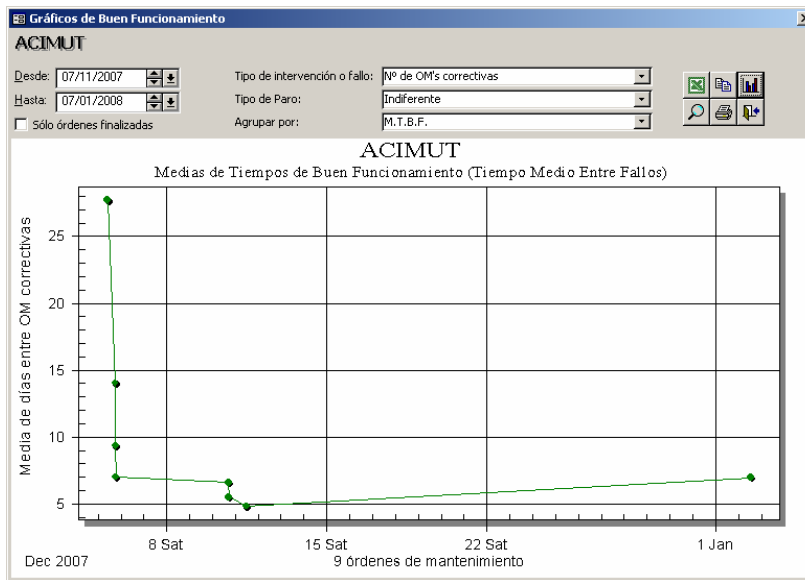 Gráficos de Buen Funcionamiento
ACIMUT
Desde: 07/11/2007
Hasta: 07/01/2008
Sólo órdenes finalizadas
Tipo de intervención o fallo: Nº de OM's correctivas
Tipo de Paro: Indiferente
Agrupar por: M.T.B.F.
ACIMUT
Medias de Tiempos de Buen Funcionamiento (Tiempo Medio Entre Fallos)
Media de días entre OM correctivas
25
20
15
10
5
8 Sat 15 Sat 22 Sat 1 Jan
Dec 2007 9 órdenes de mantenimiento